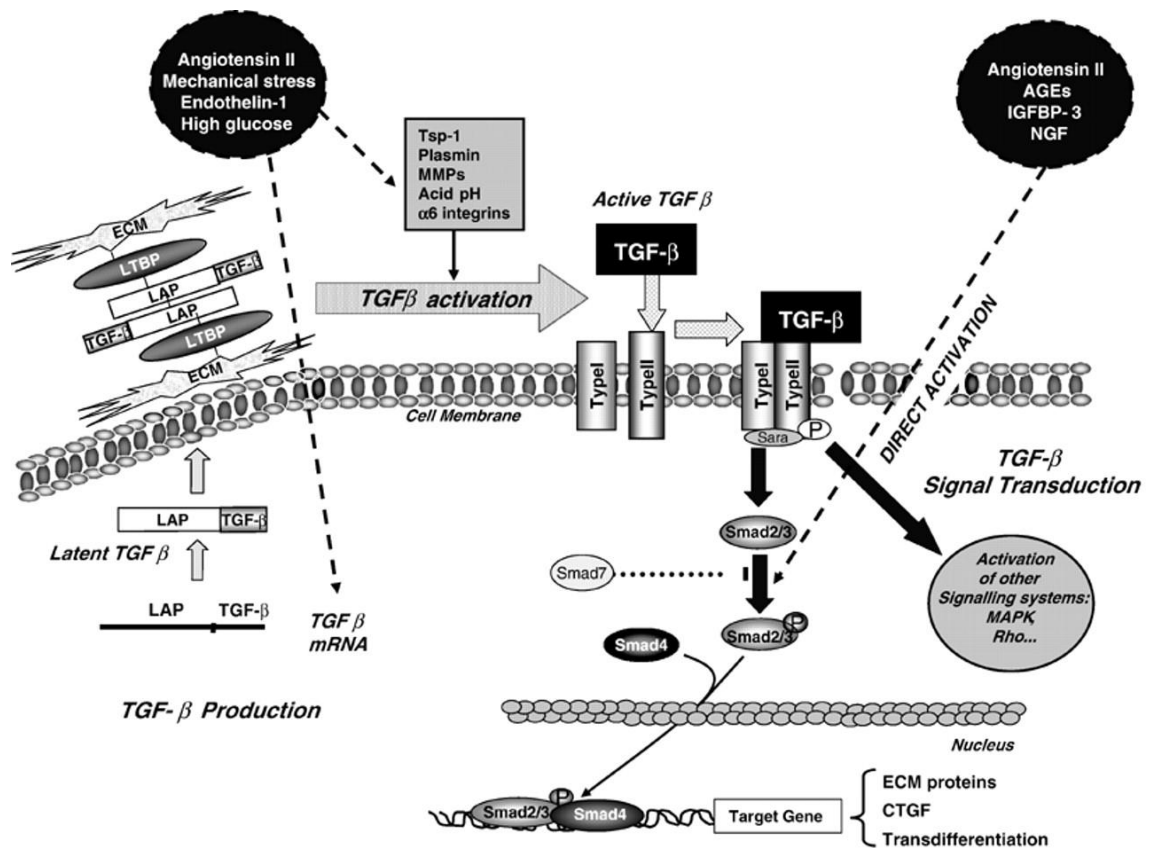 Angiotensin II
Mechanical stress
Endothelin-1
High glucose
Tsp-1
Plasmin
MMPs
Acid pH
α6 integrins
Angiotensin II
AGEs
IGFBP- 3
NGF
ECM
LTBP
TGF-β
LAP
LAP
TGF-β
LTBP
ECM
TGFβ activation
Active TGF β
TGF-β
TGF-β
TypeI
TypeII
TypeI
TypeII
Cell Membrane
Sara
P
DIRECT ACTIVATION
TGF-β
Signal Transduction
LAP
TGF-β
Latent TGF β
LAP
TGF-β
TGF β
mRNA
TGF- β Production
Smad2/3
Smad7
P
Smad2/3
Smad4
Activation
of other
Signalling systems:
MAPK,
Rho...
Nucleus
P
Smad2/3
Smad4
Target Gene
ECM proteins
CTGF
Transdifferentiation